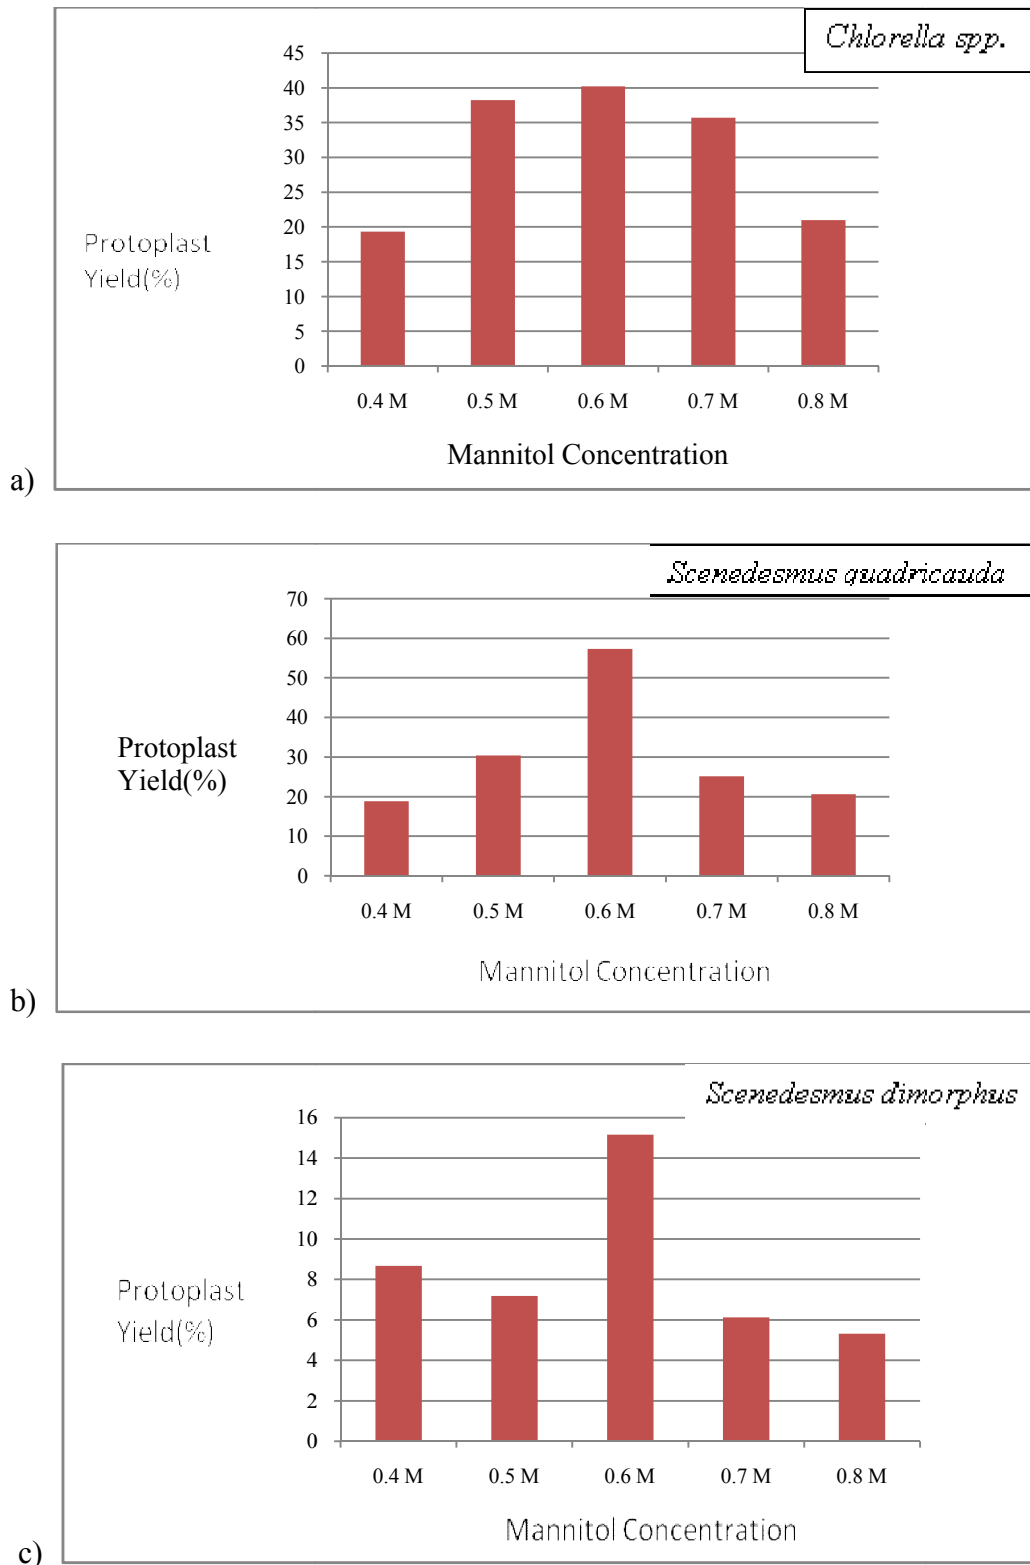 Chlorella spp.
45
40
35
30
25
20
15
10
5
0
Protoplast
Yield(%)
0.4 M 0.5 M 0.6 M 0.7 M 0.8 M
Mannitol Concentration
a)
Scenedesmus quadricauda
70
60
50
40
30
20
10
0
Protoplast
Yield(%)
0.4 M 0.5 M 0.6 M 0.7 M 0.8 M
Mannitol Concentration
b)
Scenedesmus dimorphus
16
14
12
10
8
6
4
2
0
Protoplast
Yield(%)
0.4 M 0.5 M 0.6 M 0.7 M 0.8 M
Mannitol Concentration
c)